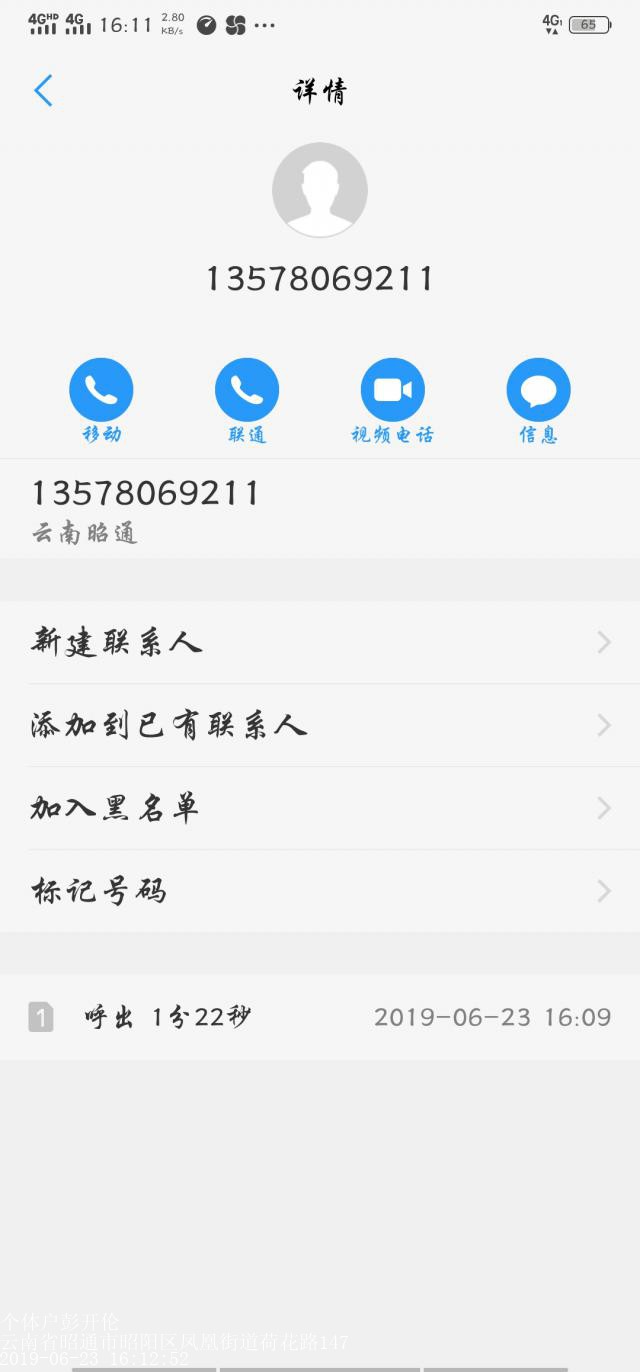 4GHD 4G 16:11 2.80 KB/s ··· 4G1 65
详情
13578069211
移动 联通 视频电话 信息
13578069211
云南昭通
新建联系人
添加到已有联系人
加入黑名单
标记号码
1 呼出 1分22秒 2019-06-23 16:09
个体户彭开伦
云南省昭通市昭阳区凤凰街道荷花路147
2019-06-23 16:12:52